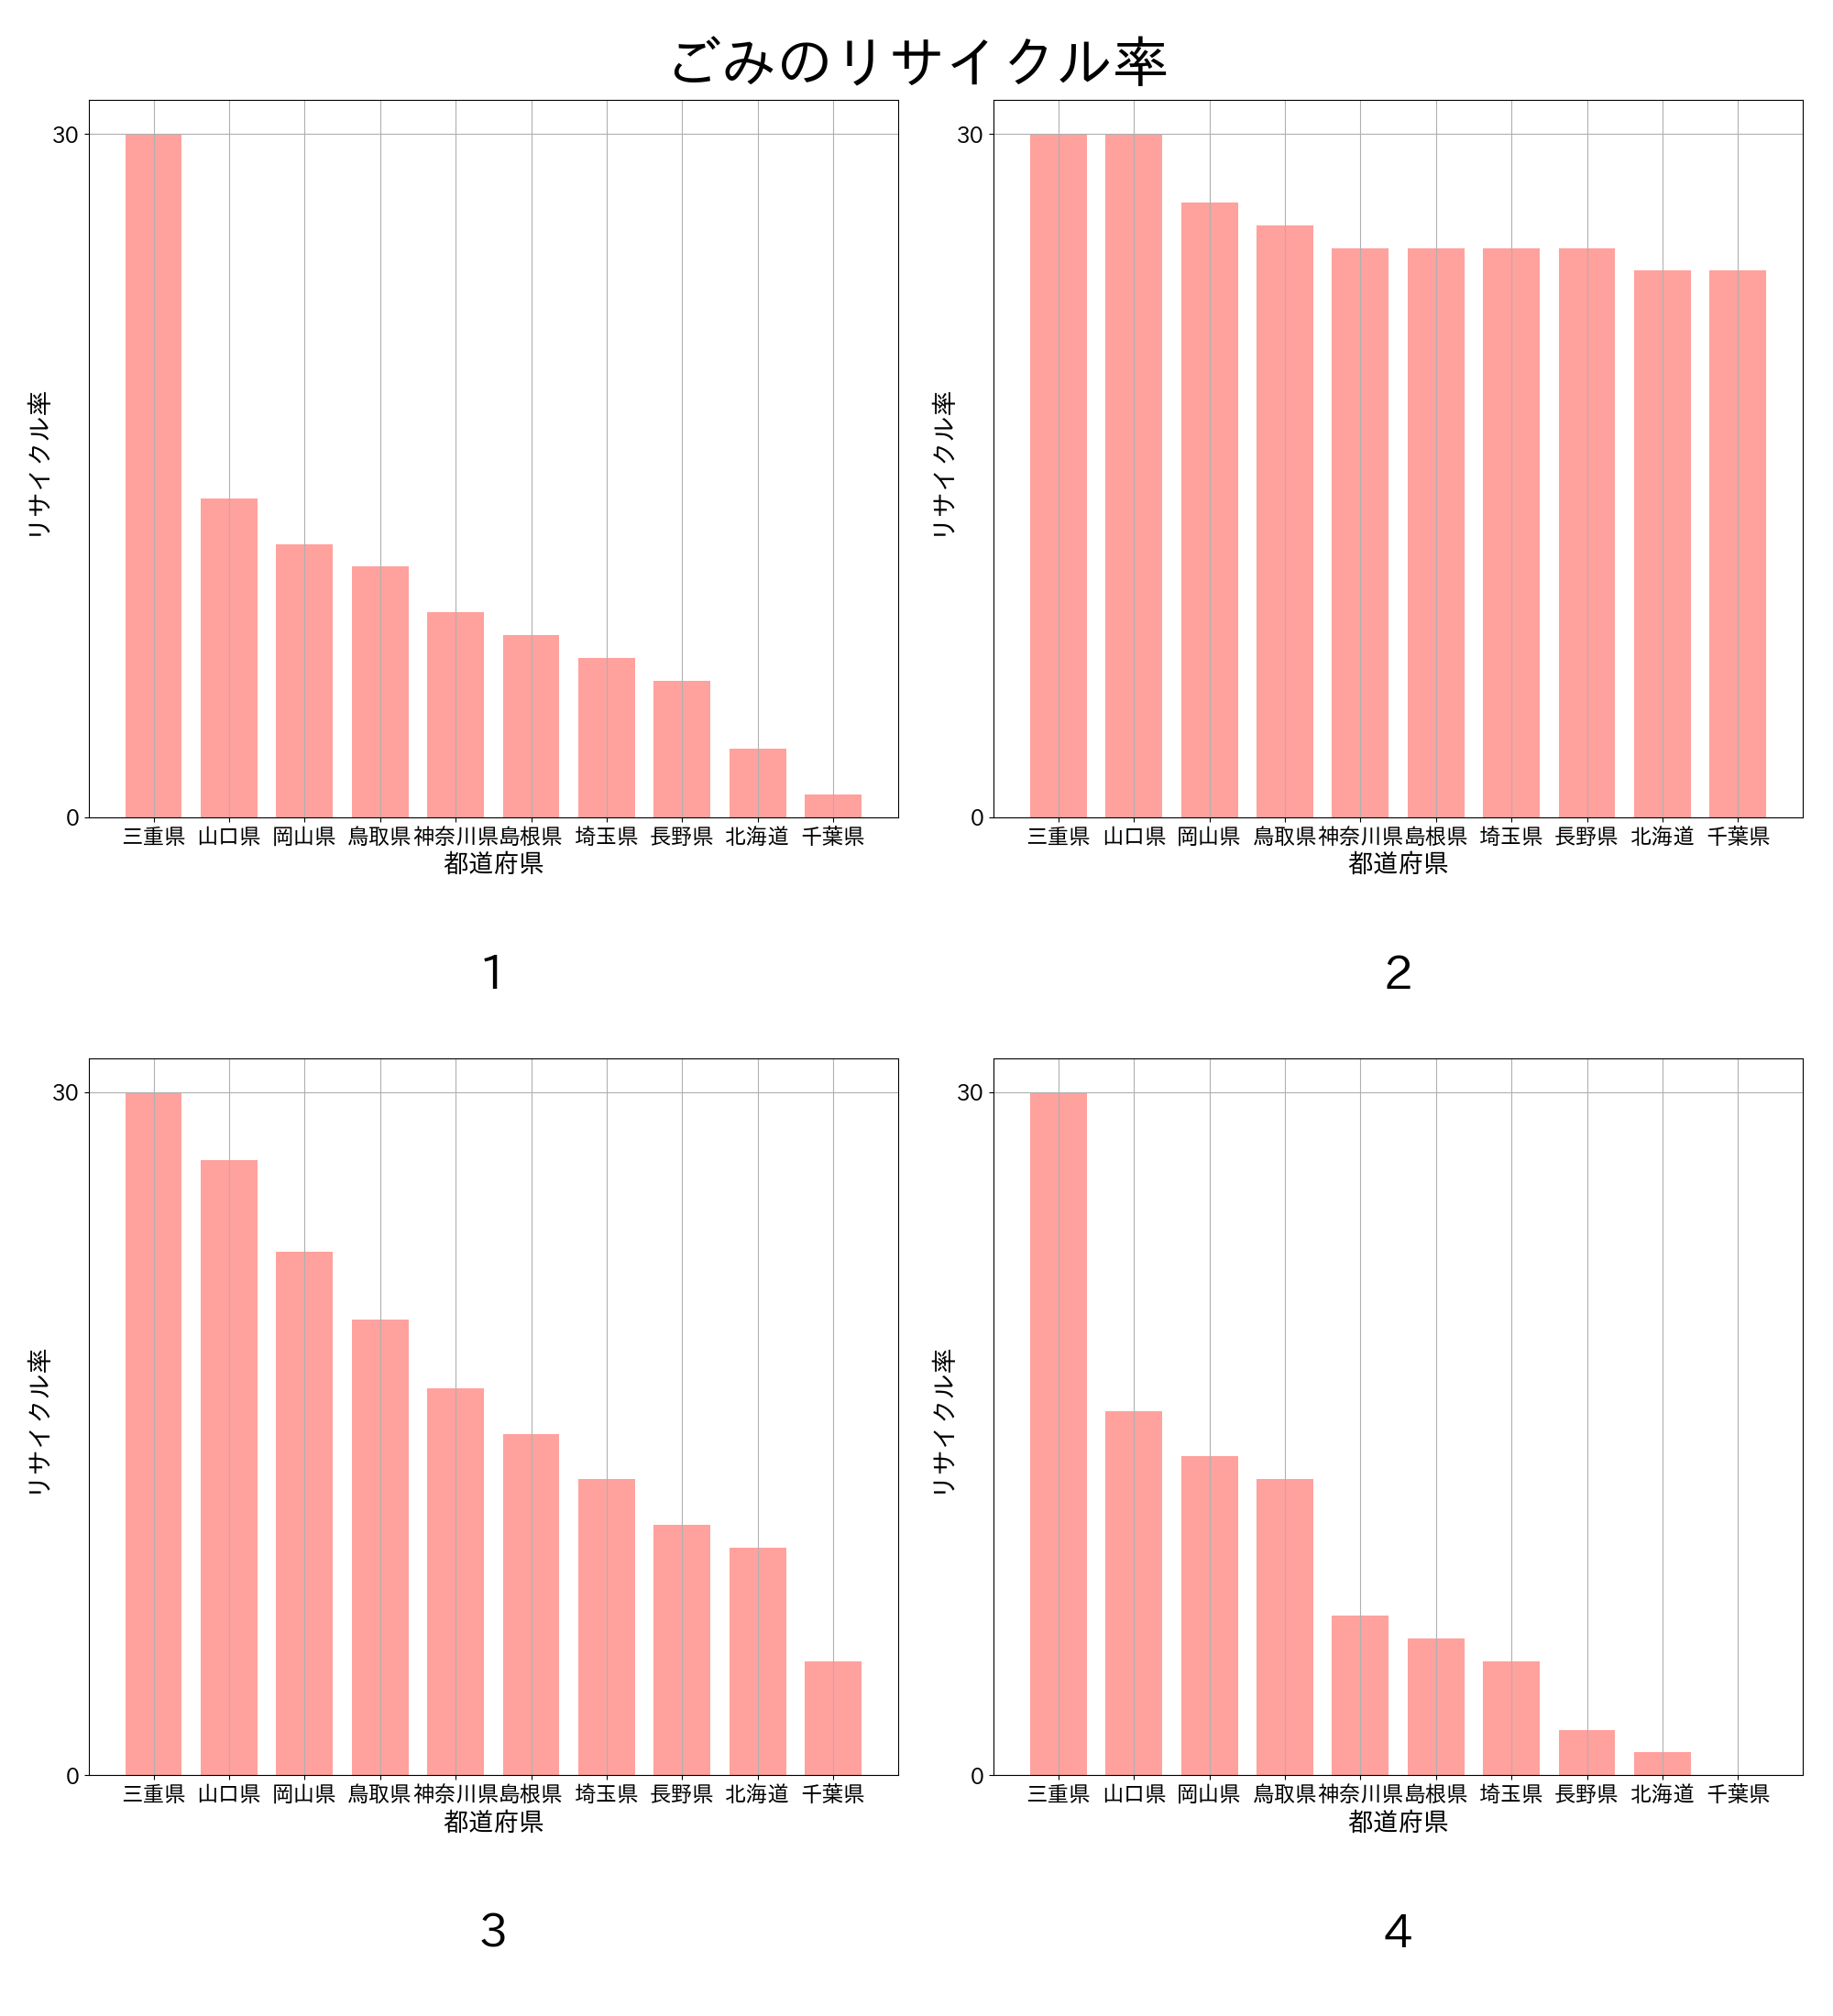 ごみのリサイクル率
30
0
リサイクル率
三重県 山口県 岡山県 鳥取県 神奈川県 島根県 埼玉県 長野県 北海道 千葉県
都道府県
1
30
0
リサイクル率
三重県 山口県 岡山県 鳥取県 神奈川県 島根県 埼玉県 長野県 北海道 千葉県
都道府県
2
30
0
リサイクル率
三重県 山口県 岡山県 鳥取県 神奈川県 島根県 埼玉県 長野県 北海道 千葉県
都道府県
3
30
0
リサイクル率
三重県 山口県 岡山県 鳥取県 神奈川県 島根県 埼玉県 長野県 北海道 千葉県
都道府県
4